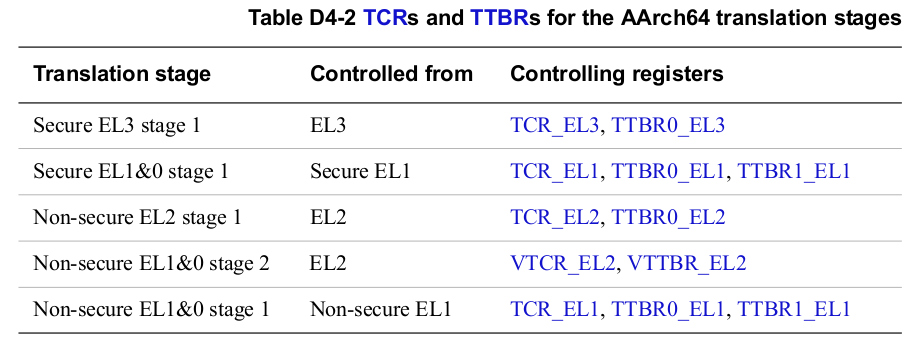 Table D4-2 TCRs and TTBRs for the AArch64 translation stages
Translation stage Controlled from Controlling registers
Secure EL3 stage 1 EL3 TCR_EL3, TTBR0_EL3
Secure EL1&0 stage 1 Secure EL1 TCR_EL1, TTBR0_EL1, TTBR1_EL1
Non-secure EL2 stage 1 EL2 TCR_EL2, TTBR0_EL2
Non-secure EL1&0 stage 2 EL2 VTCR_EL2, VTTBR_EL2
Non-secure EL1&0 stage 1 Non-secure EL1 TCR_EL1, TTBR0_EL1, TTBR1_EL1